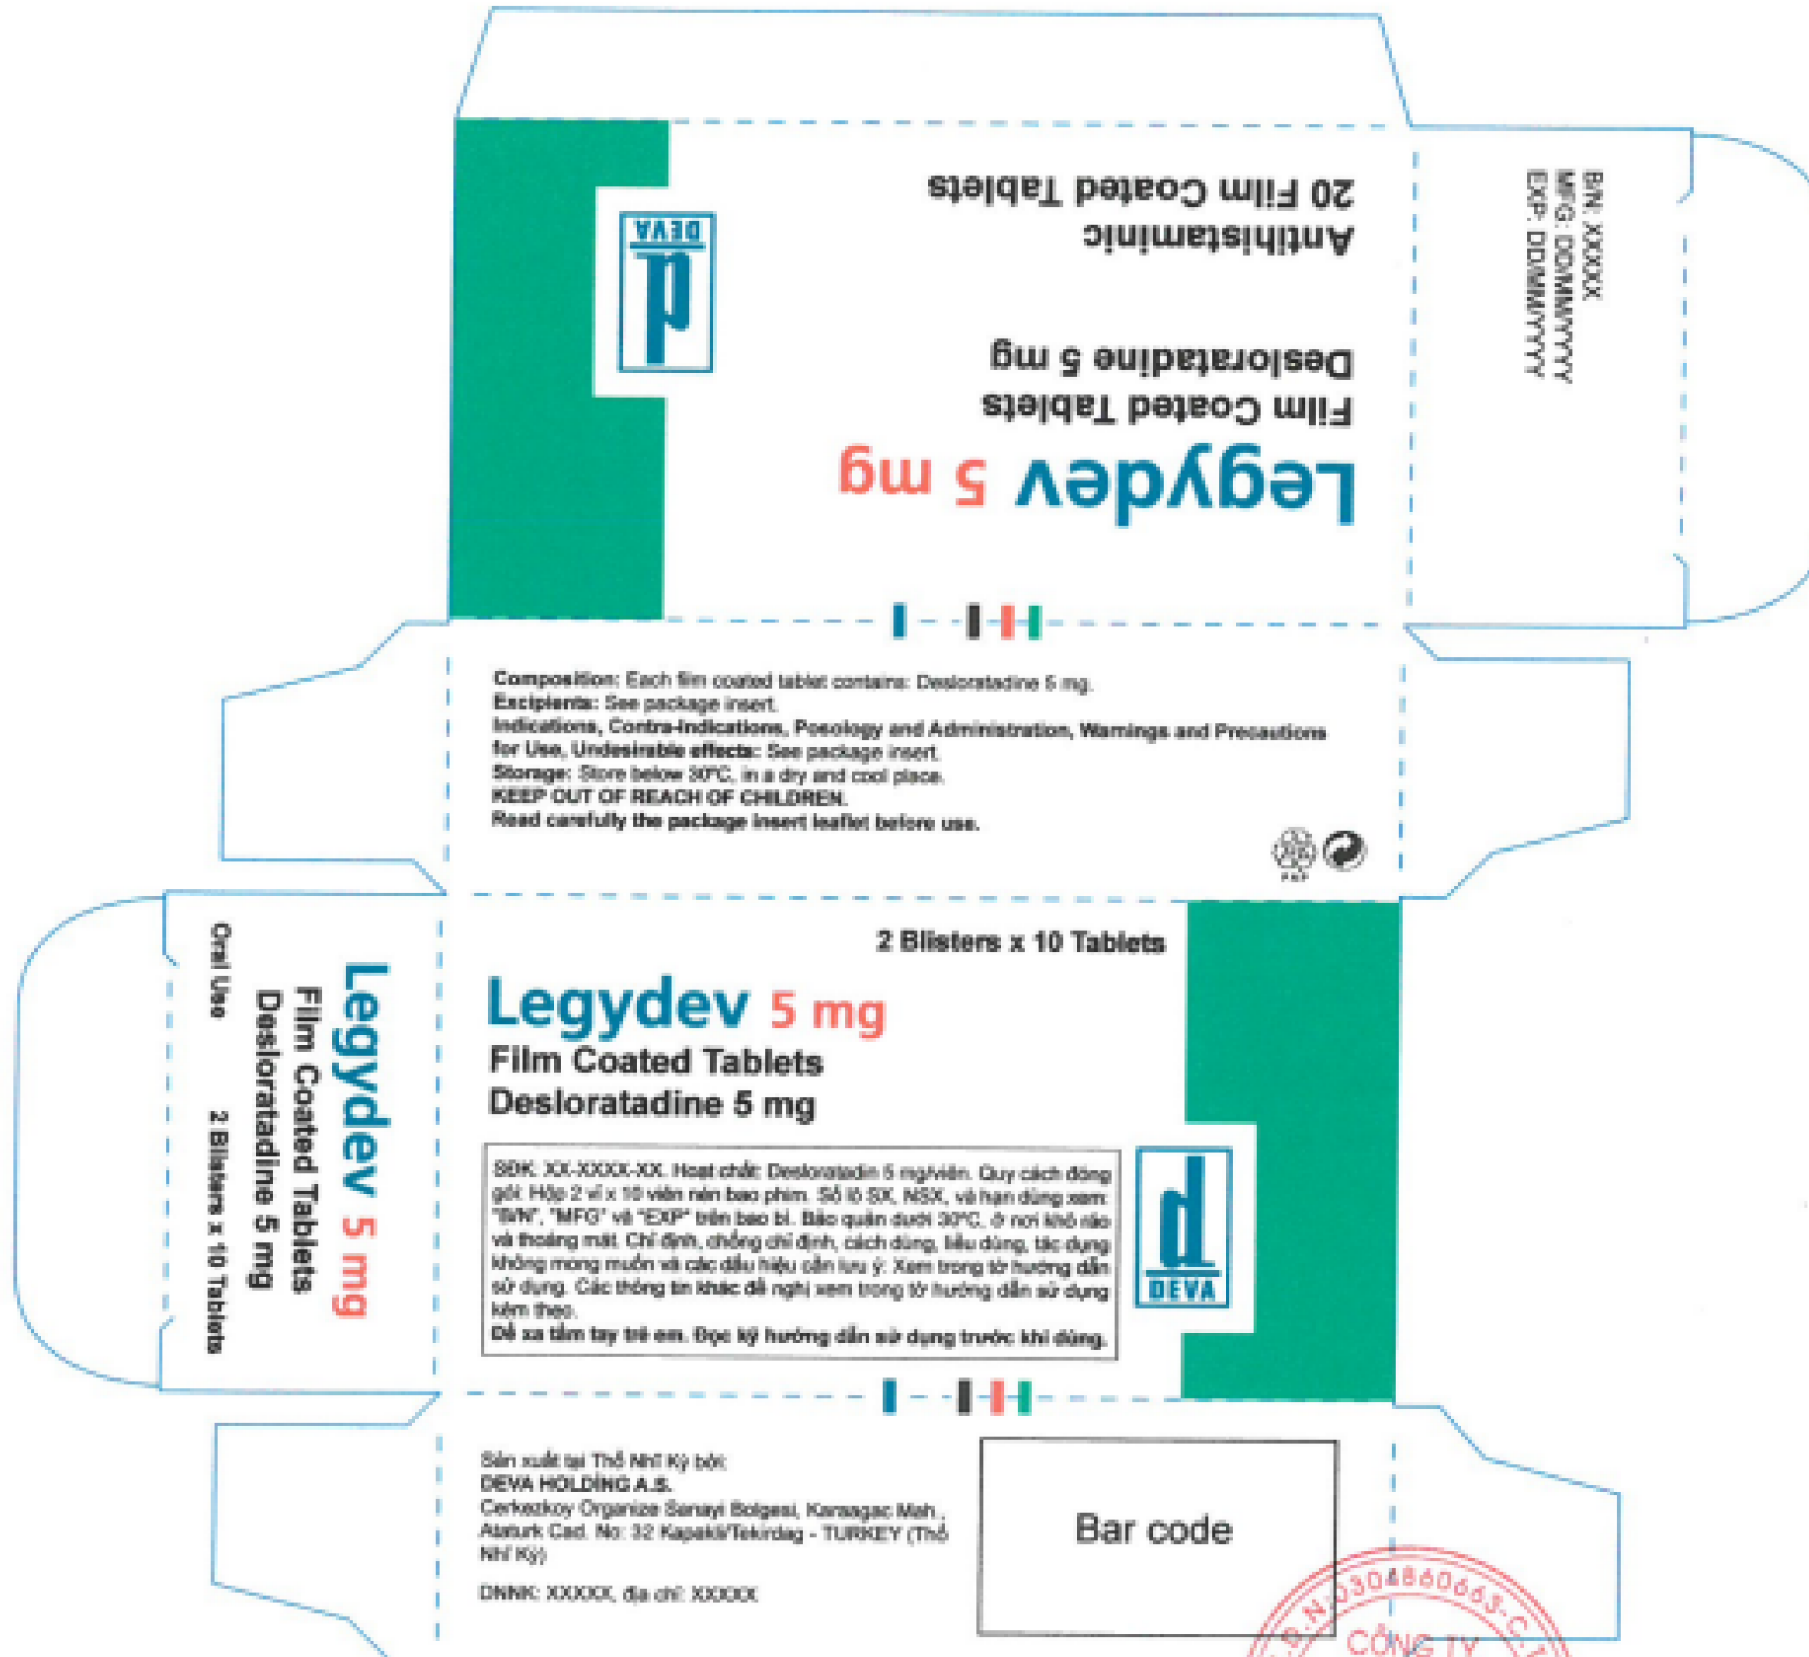 20 Film Coated Tablets
Antihistaminic
Desloratadine 5 mg
Film Coated Tablets
Legydev 5 mg
DEVA
B/N: XXXXX
MFG: DD/MM/YYYY
EXP: DD/MM/YYYY
Composition: Each film coated tablet contains: Desloratadine 5 mg.
Excipients: See package insert.
Indications, Contra-Indications, Posology and Administration, Warnings and Precautions
for Use, Undesirable effects: See package insert.
Storage: Store below 30°C, in a dry and cool place.
KEEP OUT OF REACH OF CHILDREN.
Read carefully the package insert leaflet before use.
Legydev 5 mg
Film Coated Tablets
Desloratadine 5 mg
Oral Use 2 Blisters x 10 Tablets
2 Blisters x 10 Tablets
Legydev 5 mg
Film Coated Tablets
Desloratadine 5 mg
SĐK: XX-XXXX-XX. Hoạt chất: Desloratadin 5 mg/viên. Quy cách đóng
gói: Hộp 2 vỉ x 10 viên nén bao phim. Số lô SX, NSX, và hạn dùng xem:
"B/N", "MFG" và "EXP" trên bao bì. Bảo quản dưới 30°C, ở nơi khô ráo
và thoáng mát. Chỉ định, chống chỉ định, cách dùng, liều dùng, tác dụng
không mong muốn và các dấu hiệu cần lưu ý: Xem trong tờ hướng dẫn
sử dụng. Các thông tin khác đề nghị xem trong tờ hướng dẫn sử dụng
kèm theo.
Để xa tầm tay trẻ em. Đọc kỹ hướng dẫn sử dụng trước khi dùng.
DEVA
Sản xuất tại Thổ Nhĩ Kỳ bởi:
DEVA HOLDİNG A.S.
Cerkezkoy Organize Sanayi Bolgesi, Karaagac Mah.,
Ataturk Cad. No: 32 Kapakli/Tekirdag - TURKEY (Thổ
Nhĩ Kỳ)
DNNK: XXXXX, địa chỉ: XXXXX
Bar code
.D.N:0304860663-C.T
CÔNG TY